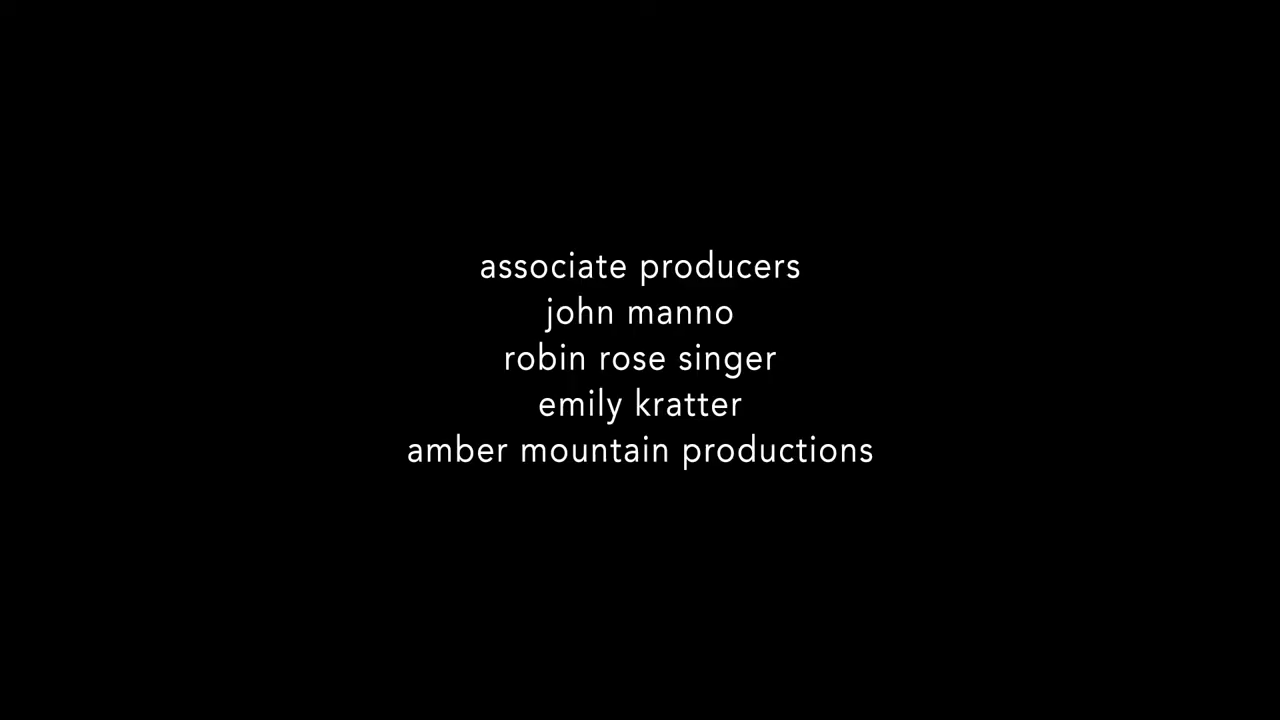 associate producers
john manno
robin rose singer
emily kratter
amber mountain productions